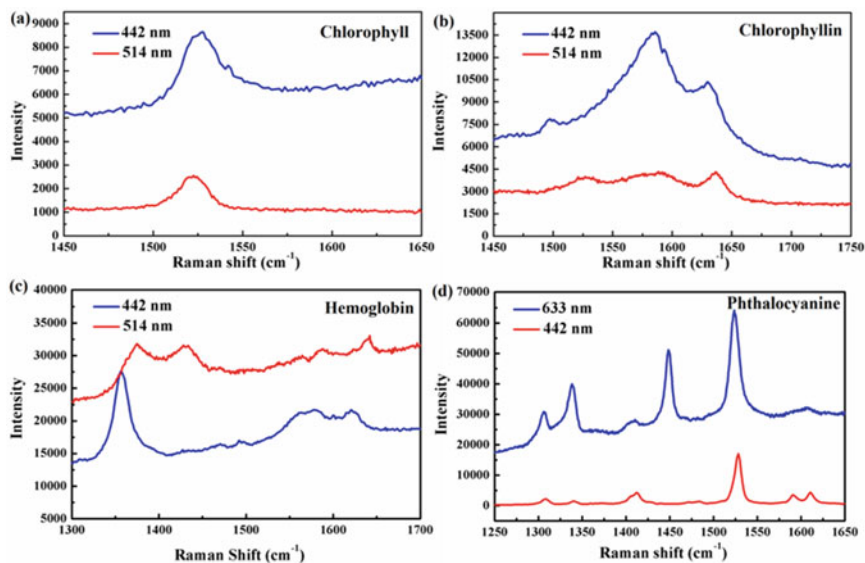 (a)
Chlorophyll
442 nm
514 nm
9000
8000
7000
6000
5000
4000
3000
2000
1000
0
Intensity
1450 1500 1550 1600 1650
Raman shift (cm⁻¹)
(b)
Chlorophyllin
442 nm
514 nm
13500
12000
10500
9000
7500
6000
4500
3000
1500
0
Intensity
1450 1500 1550 1600 1650 1700 1750
Raman shift (cm⁻¹)
(c)
Hemoglobin
442 nm
514 nm
40000
35000
30000
25000
20000
15000
10000
5000
Intensity
1300 1400 1500 1600 1700
Raman Shift (cm⁻¹)
(d)
Phthalocyanine
633 nm
442 nm
70000
60000
50000
40000
30000
20000
10000
0
Intensity
1250 1300 1350 1400 1450 1500 1550 1600 1650
Raman shift (cm⁻¹)